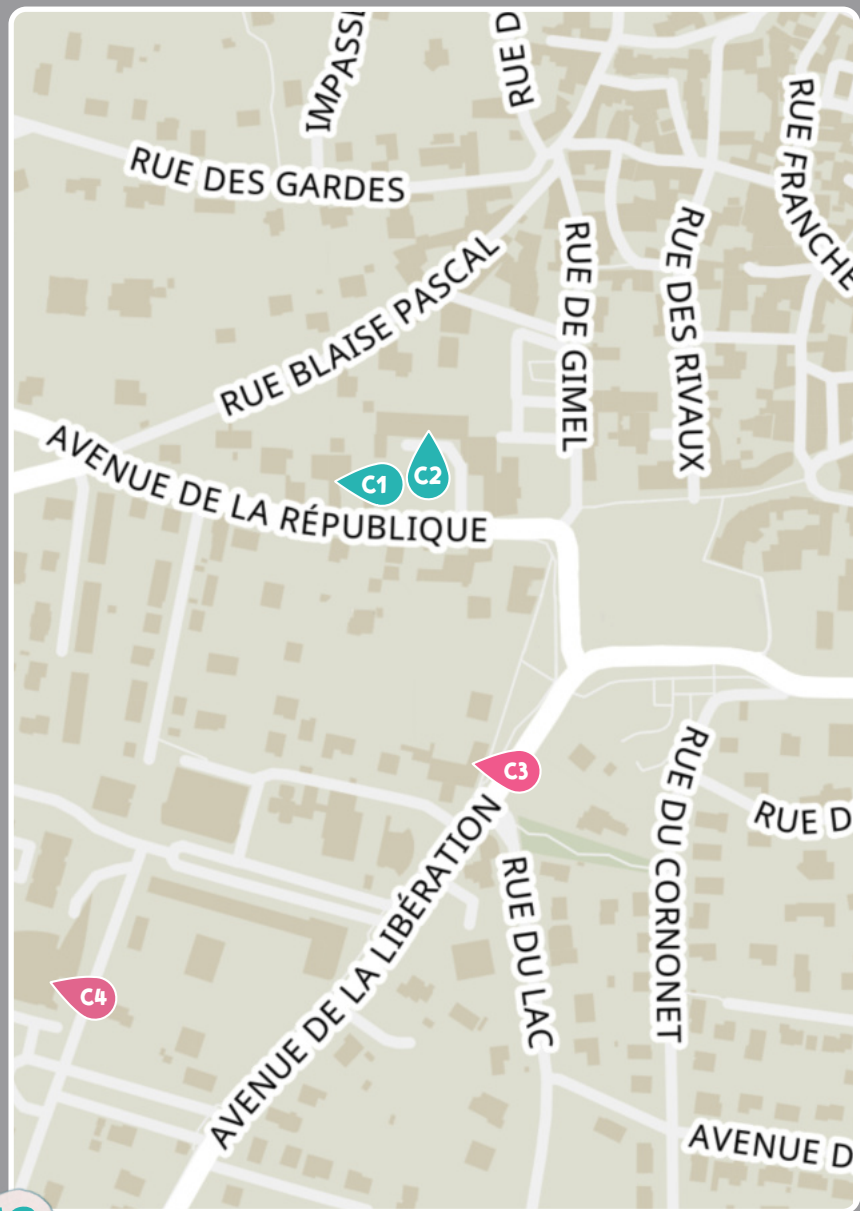 IMPASSE
RUE D
RUE FRANCHE
RUE DES GARDES
RUE DES RIVAUX
RUE DE GIMEL
RUE BLAISE PASCAL
AVENUE DE LA RÉPUBLIQUE
C1
C2
C3
RUE DU CORNONET
RUE D
AVENUE DE LA LIBÉRATION
RUE DU LAC
C4
AVENUE D